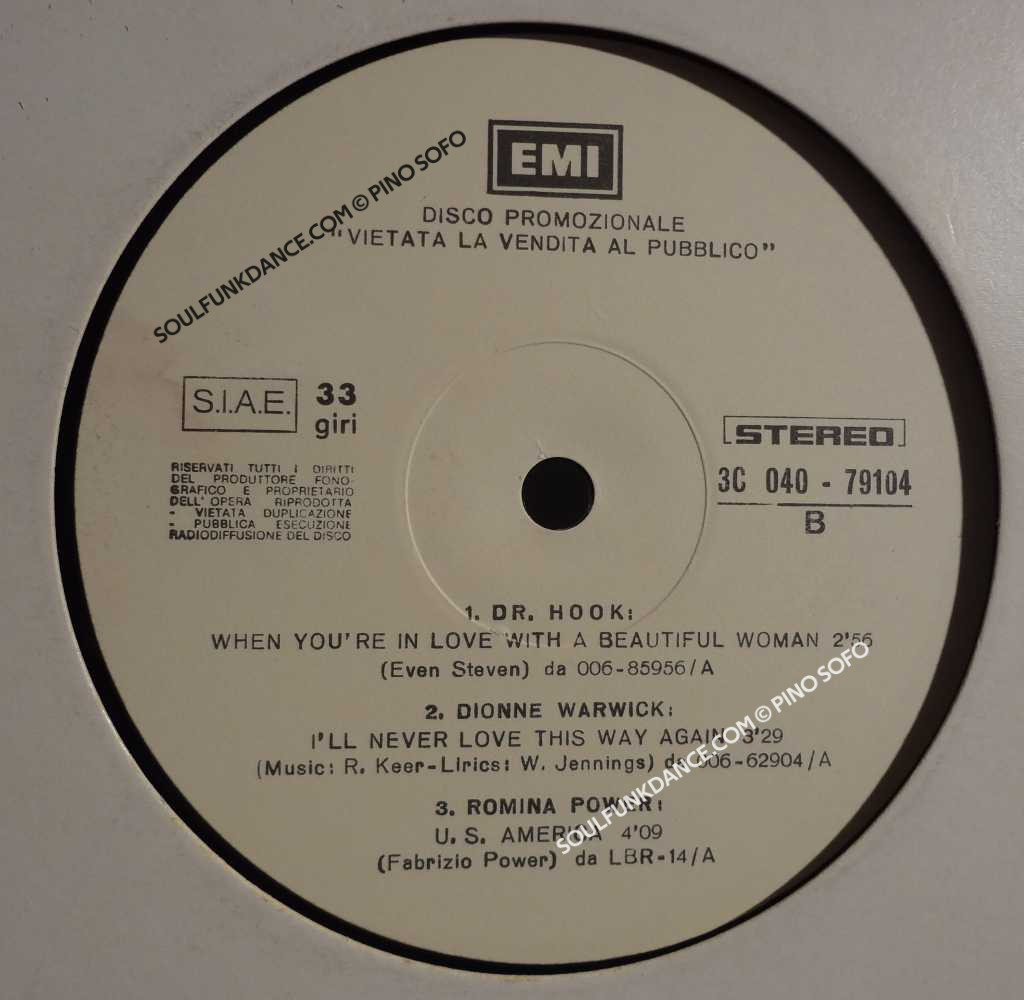 EMI
DISCO PROMOZIONALE
"VIETATA LA VENDITA AL PUBBLICO"
SOULFUNKDANCE.COM © PINO SOFO
S.I.A.E.
33
giri
RISERVATI TUTTI I DIRITTI
DEL PRODUTTORE FONO-
GRAFICO E PROPRIETARIO
DELL'OPERA RIPRODOTTA
- VIETATA DUPLICAZIONE
- PUBBLICA ESECUZIONE
RADIODIFFUSIONE DEL DISCO
STEREO
3C 040 - 79104
B
1. DR. HOOK:
WHEN YOU'RE IN LOVE WITH A BEAUTIFUL WOMAN 2'56
(Even Steven) da 006-85956/A
2. DIONNE WARWICK:
I'LL NEVER LOVE THIS WAY AGAIN 3'29
(Music: R. Keer-Lirics: W. Jennings) da 006-62904/A
3. ROMINA POWER:
U.S. AMERICA 4'09
(Fabrizio Power) da LBR-14/A
SOULFUNKDANCE.COM © PINO SOFO